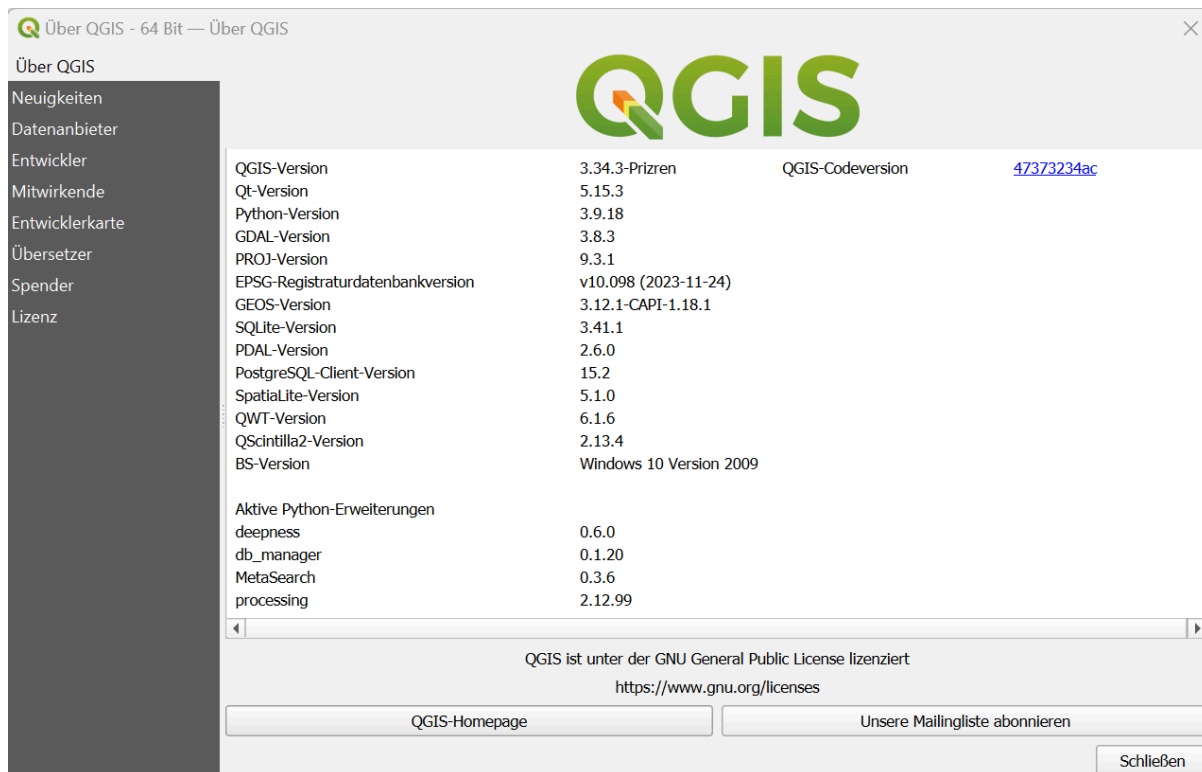 Über QGIS - 64 Bit — Über QGIS
Über QGIS
Neuigkeiten
Datenanbieter
Entwickler
Mitwirkende
Entwicklerkarte
Übersetzer
Spender
Lizenz
QGIS
QGIS-Version 3.34.3-Prizren QGIS-Codeversion 47373234ac
Qt-Version 5.15.3
Python-Version 3.9.18
GDAL-Version 3.8.3
PROJ-Version 9.3.1
EPSG-Registraturdatenbankversion v10.098 (2023-11-24)
GEOS-Version 3.12.1-CAPI-1.18.1
SQLite-Version 3.41.1
PDAL-Version 2.6.0
PostgreSQL-Client-Version 15.2
SpatiaLite-Version 5.1.0
QWT-Version 6.1.6
QScintilla2-Version 2.13.4
BS-Version Windows 10 Version 2009
Aktive Python-Erweiterungen
deepness 0.6.0
db_manager 0.1.20
MetaSearch 0.3.6
processing 2.12.99
QGIS ist unter der GNU General Public License lizenziert
https://www.gnu.org/licenses
QGIS-Homepage Unsere Mailingliste abonnieren
Schließen